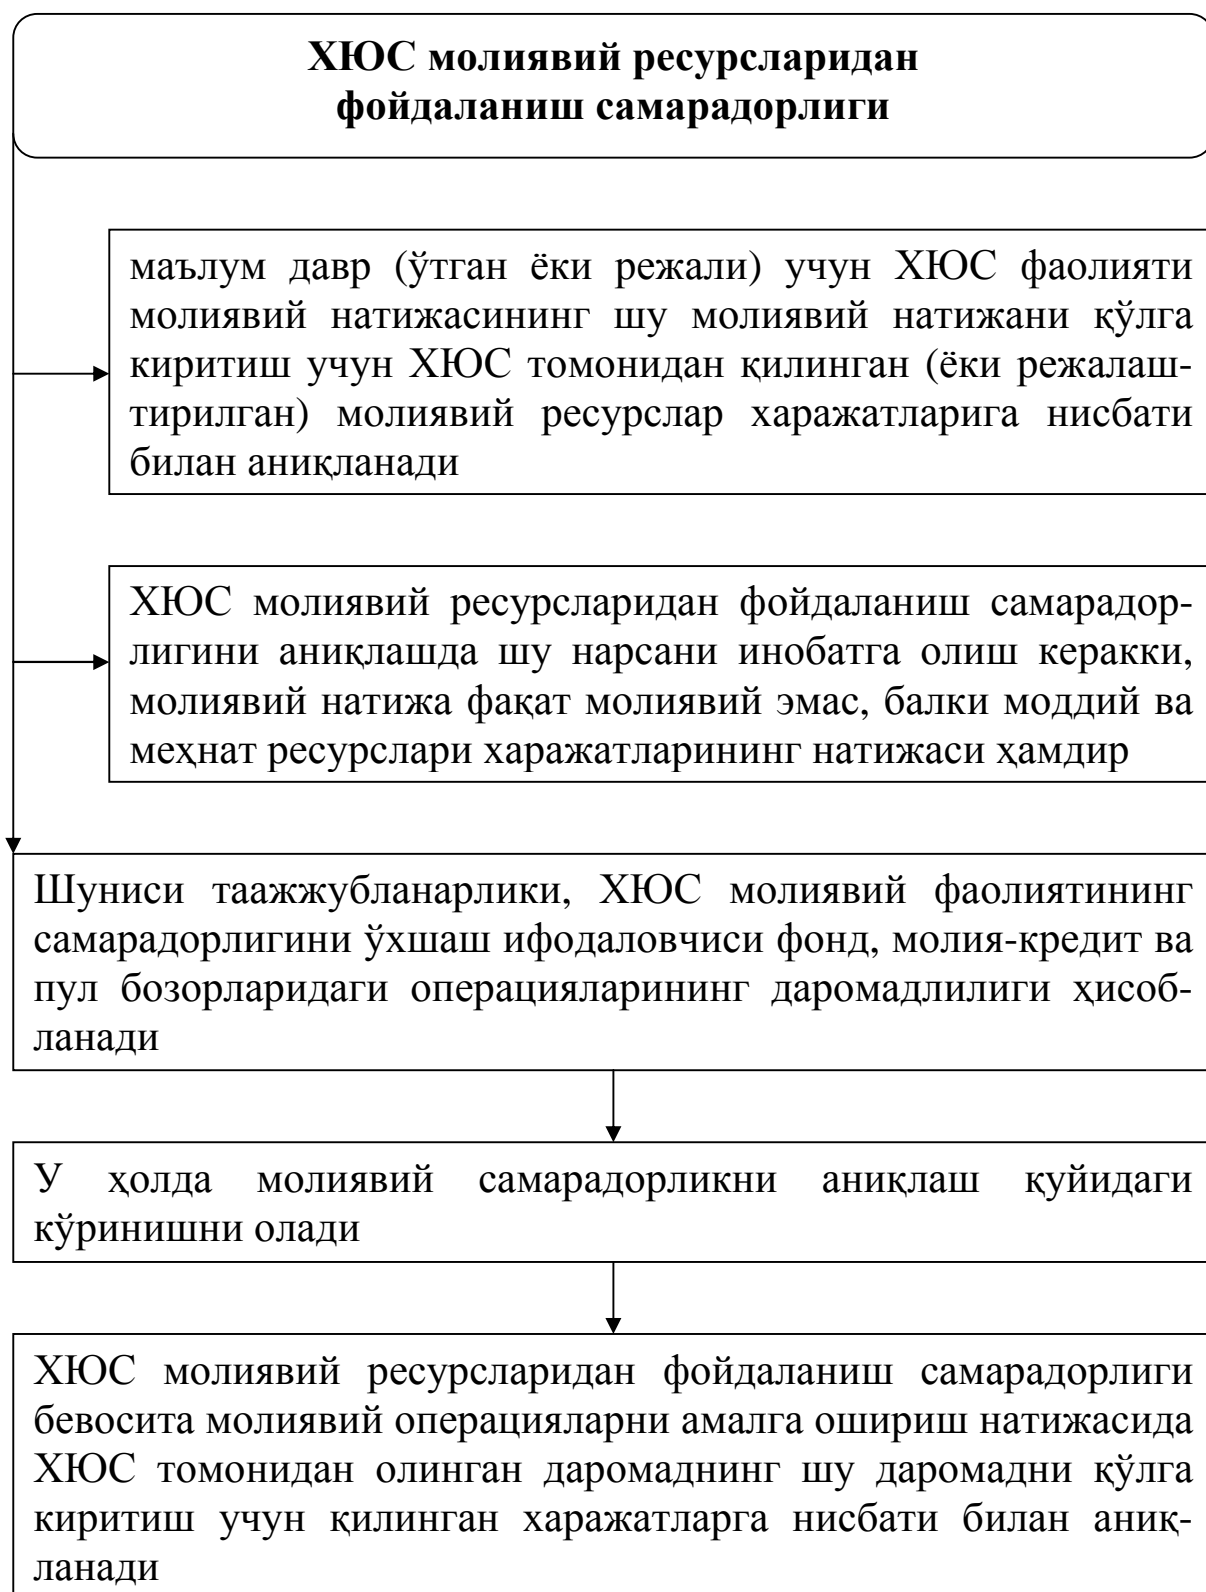 ХЮС молиявий ресурсларидан
фойдаланиш самарадорлиги
маълум давр (ўтган ёки режали) учун ХЮС фаолияти
молиявий натижасининг шу молиявий натижани қўлга
киритиш учун ХЮС томонидан қилинган (ёки режалаш-
тирилган) молиявий ресурслар харажатларига нисбати
билан аниқланади
ХЮС молиявий ресурсларидан фойдаланиш самарадор-
лигини аниқлашда шу нарсани инобатга олиш керакки,
молиявий натижа фақат молиявий эмас, балки моддий ва
меҳнат ресурслари харажатларининг натижаси ҳамдир
Шуниси таажжубланарлики, ХЮС молиявий фаолиятининг
самарадорлигини ўхшаш ифодаловчиси фонд, молия-кредит ва
пул бозорларидаги операцияларининг даромадлилиги ҳисоб-
ланади
У ҳолда молиявий самарадорликни аниқлаш қуйидаги
кўринишни олади
ХЮС молиявий ресурсларидан фойдаланиш самарадорлиги
бевосита молиявий операцияларни амалга ошириш натижасида
ХЮС томонидан олинган даромаднинг шу даромадни қўлга
киритиш учун қилинган харажатларга нисбати билан аниқ-
ланади